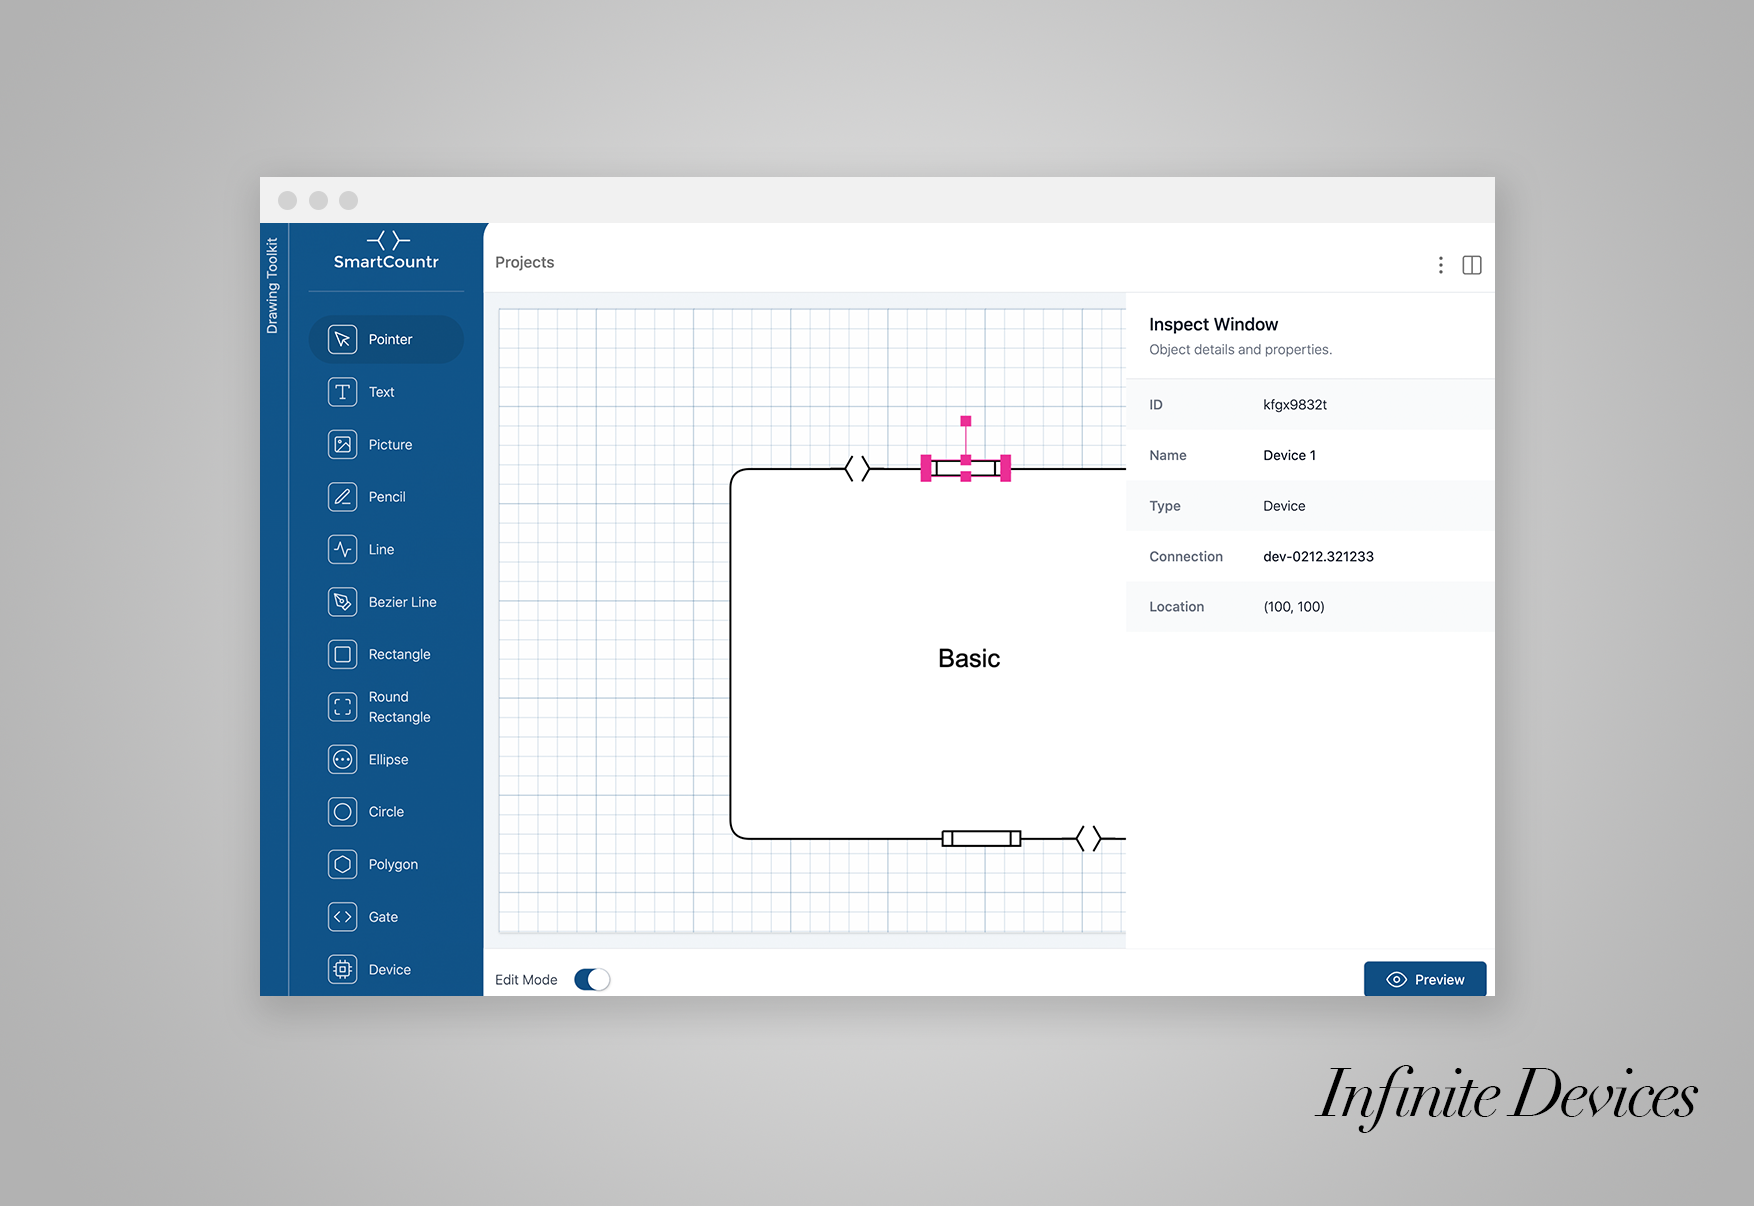 Drawing Toolkit
SmartCountr
Pointer
Text
Picture
Pencil
Line
Bezier Line
Rectangle
Round
Rectangle
Ellipse
Circle
Polygon
Gate
Device
Projects
Basic
Inspect Window
Object details and properties.
ID kfgx9832t
Name Device 1
Type Device
Connection dev-0212.321233
Location (100, 100)
Edit Mode
Preview
Infinite Devices